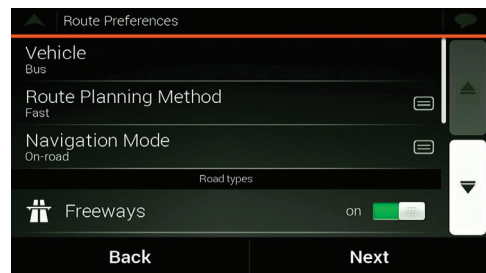 Route Preferences
Vehicle
Bus
Route Planning Method
Fast
Navigation Mode
On-road
Road types
Freeways on
Back Next